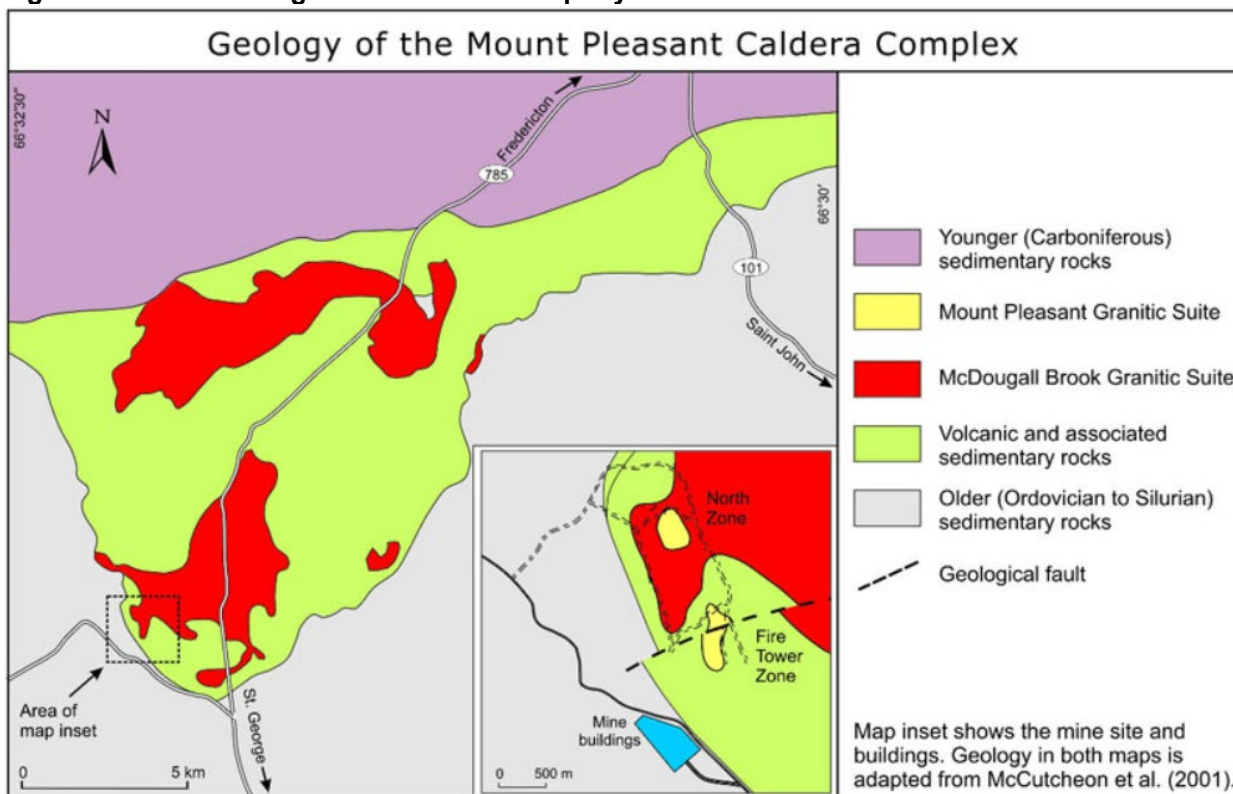 Geology of the Mount Pleasant Caldera Complex
66°32'30"
N
Fredericton
785
66°30'
101
Saint John
Younger (Carboniferous)
sedimentary rocks
Mount Pleasant Granitic Suite
McDougall Brook Granitic Suite
Volcanic and associated
sedimentary rocks
Older (Ordovician to Silurian)
sedimentary rocks
Geological fault
North
Zone
Fire
Tower
Zone
Mine
buildings
0 500 m
Area of
map inset
St. George
0 5 km
Map inset shows the mine site and
buildings. Geology in both maps is
adapted from McCutcheon et al. (2001).